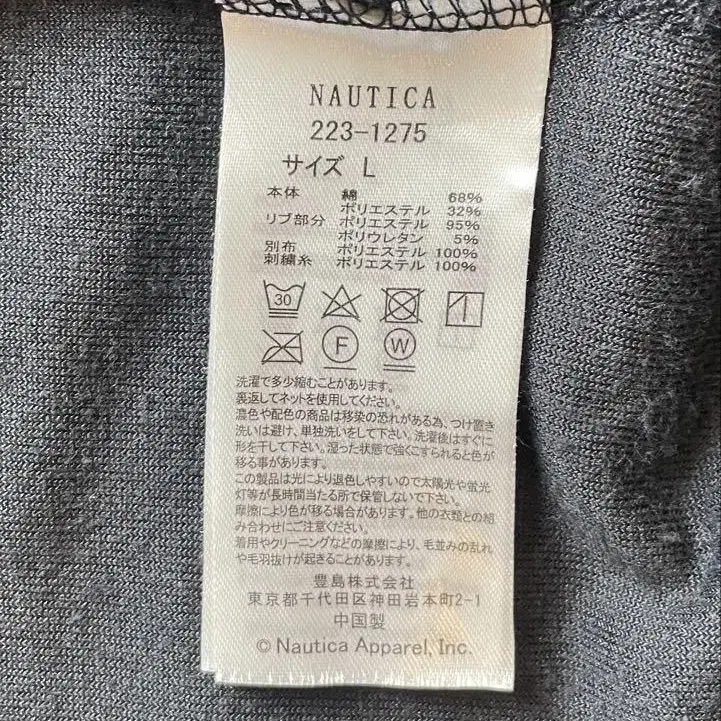 NAUTICA
223-1275
サイズ L
本体 綿 68%
ポリエステル 32%
リブ部分 ポリエステル 95%
ポリウレタン 5%
別布 ポリエステル 100%
刺繍糸 ポリエステル 100%
30
F W
洗濯で多少縮むことがあります。
裏返してネットを使用してください。
濃色や配色の商品は移染の恐れがある為、つけ置き
洗いは避け、単独洗いをして下さい。洗濯後はすぐに
形を干して下さい。湿った状態で強くこすられると色が
移る事があります。
この製品は光により退色しやすいので太陽光や蛍光
灯等が長時間当たる所で保管しないで下さい。
摩擦により色が移る場合があります。他の衣類との組
み合わせにご注意ください。
着用やクリーニングなどの摩擦により、毛並みの乱れ
や毛羽抜けが起きることがあります。
豊島株式会社
東京都千代田区神田岩本町2-1
中国製
© Nautica Apparel, Inc.